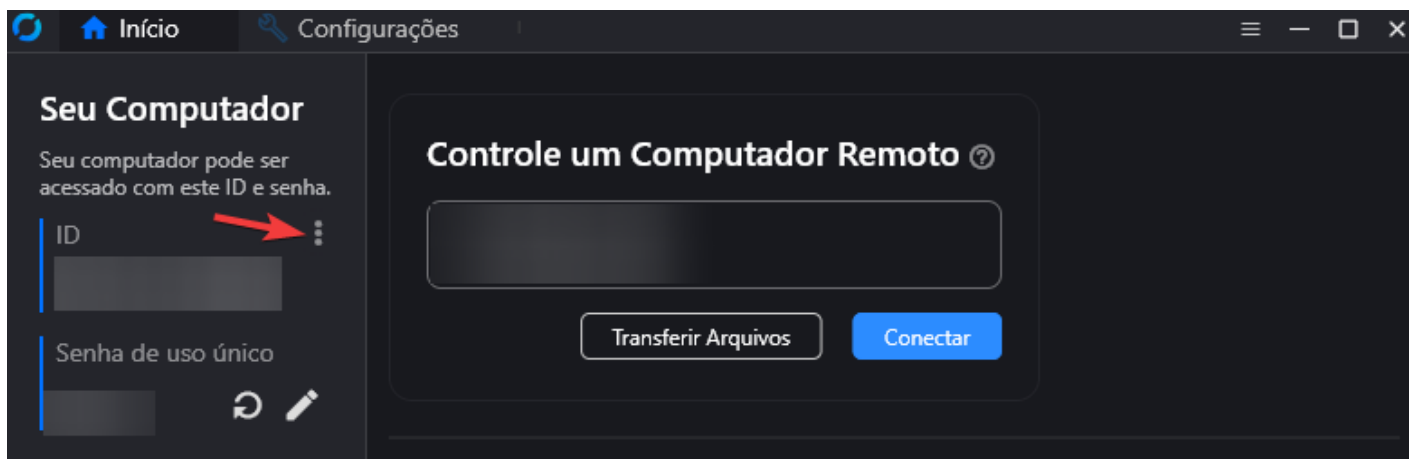 Início
Configurações
Seu Computador
Seu computador pode ser
acessado com este ID e senha.
ID
Senha de uso único
Controle um Computador Remoto
Transferir Arquivos
Conectar